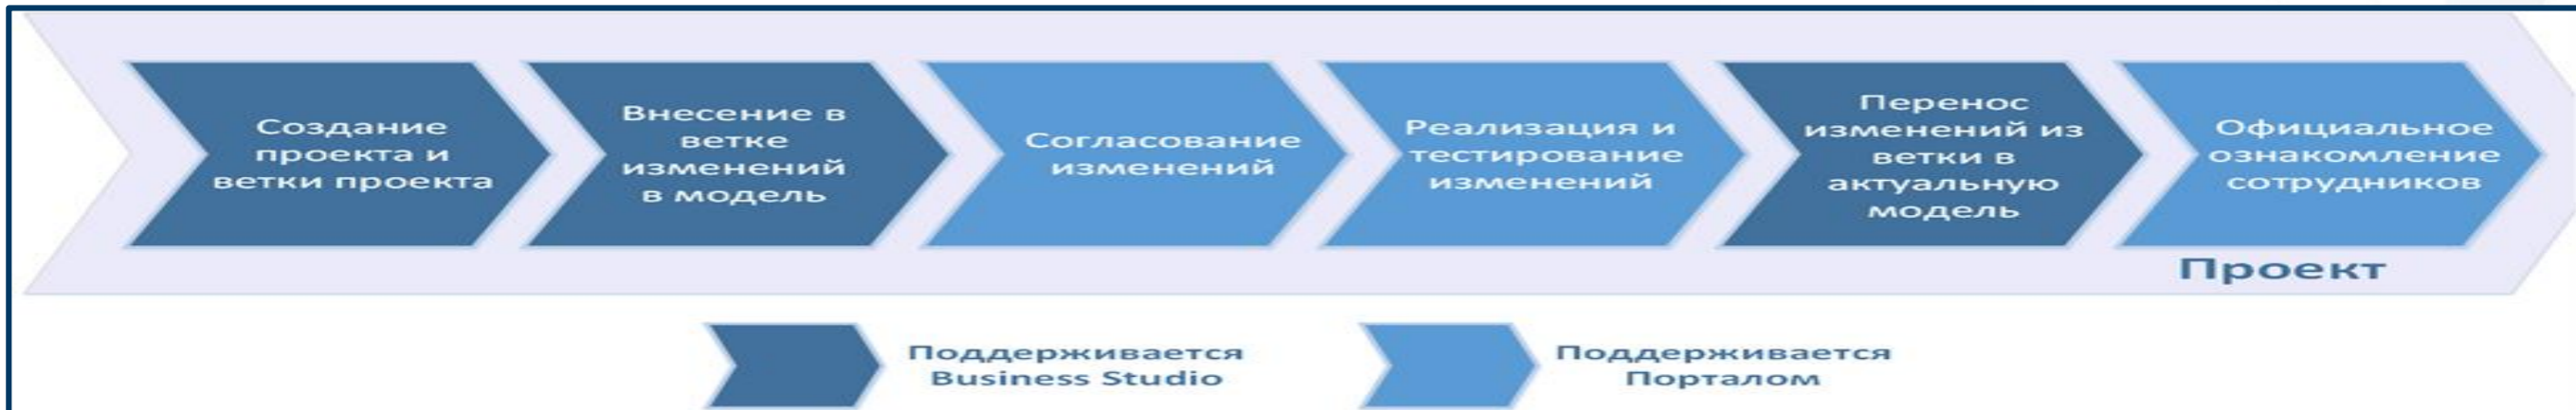 Создание
проекта и
ветки проекта
Внесение в
ветке
изменений
в модель
Согласование
изменений
Реализация и
тестирование
изменений
Перенос
изменений из
ветки в
актуальную
модель
Официальное
ознакомление
сотрудников
Проект
Поддерживается
Business Studio
Поддерживается
Порталом